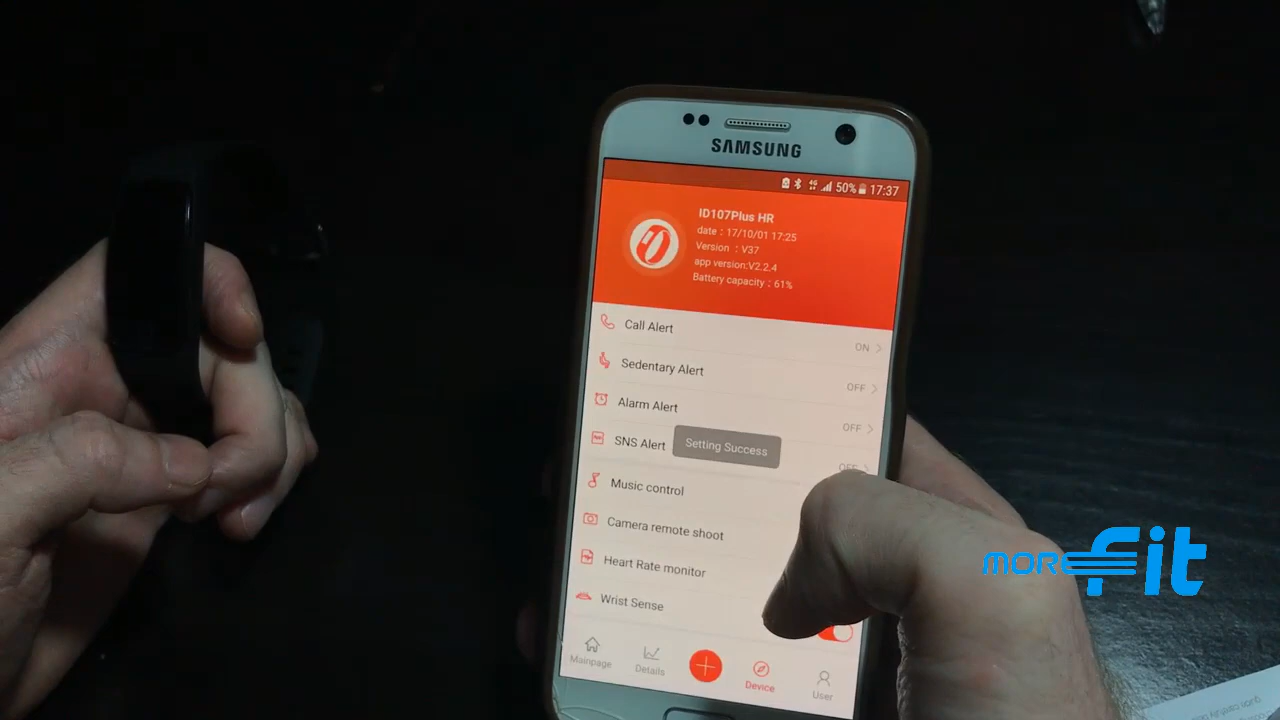 SAMSUNG
50% 17:37
ID107Plus HR
date : 17/10/01 17:25
Version : V37
app version:V2.2.4
Battery capacity : 61%
Call Alert
ON
Sedentary Alert
OFF
Alarm Alert
OFF
SNS Alert
OFF
Setting Success
Music control
Camera remote shoot
Heart Rate monitor
Wrist Sense
Mainpage
Details
Device
User
moreFit